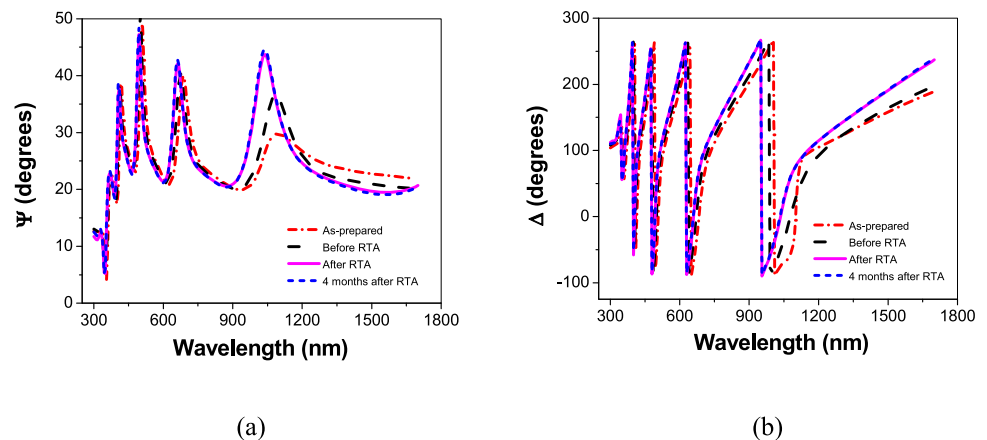 50
40
30
20
10
0
Ψ (degrees)
As-prepared
Before RTA
After RTA
4 months after RTA
300 600 900 1200 1500 1800
Wavelength (nm)
(a)
300
200
100
0
-100
Δ (degrees)
As-prepared
Before RTA
After RTA
4 months after RTA
300 600 900 1200 1500 1800
Wavelength (nm)
(b)